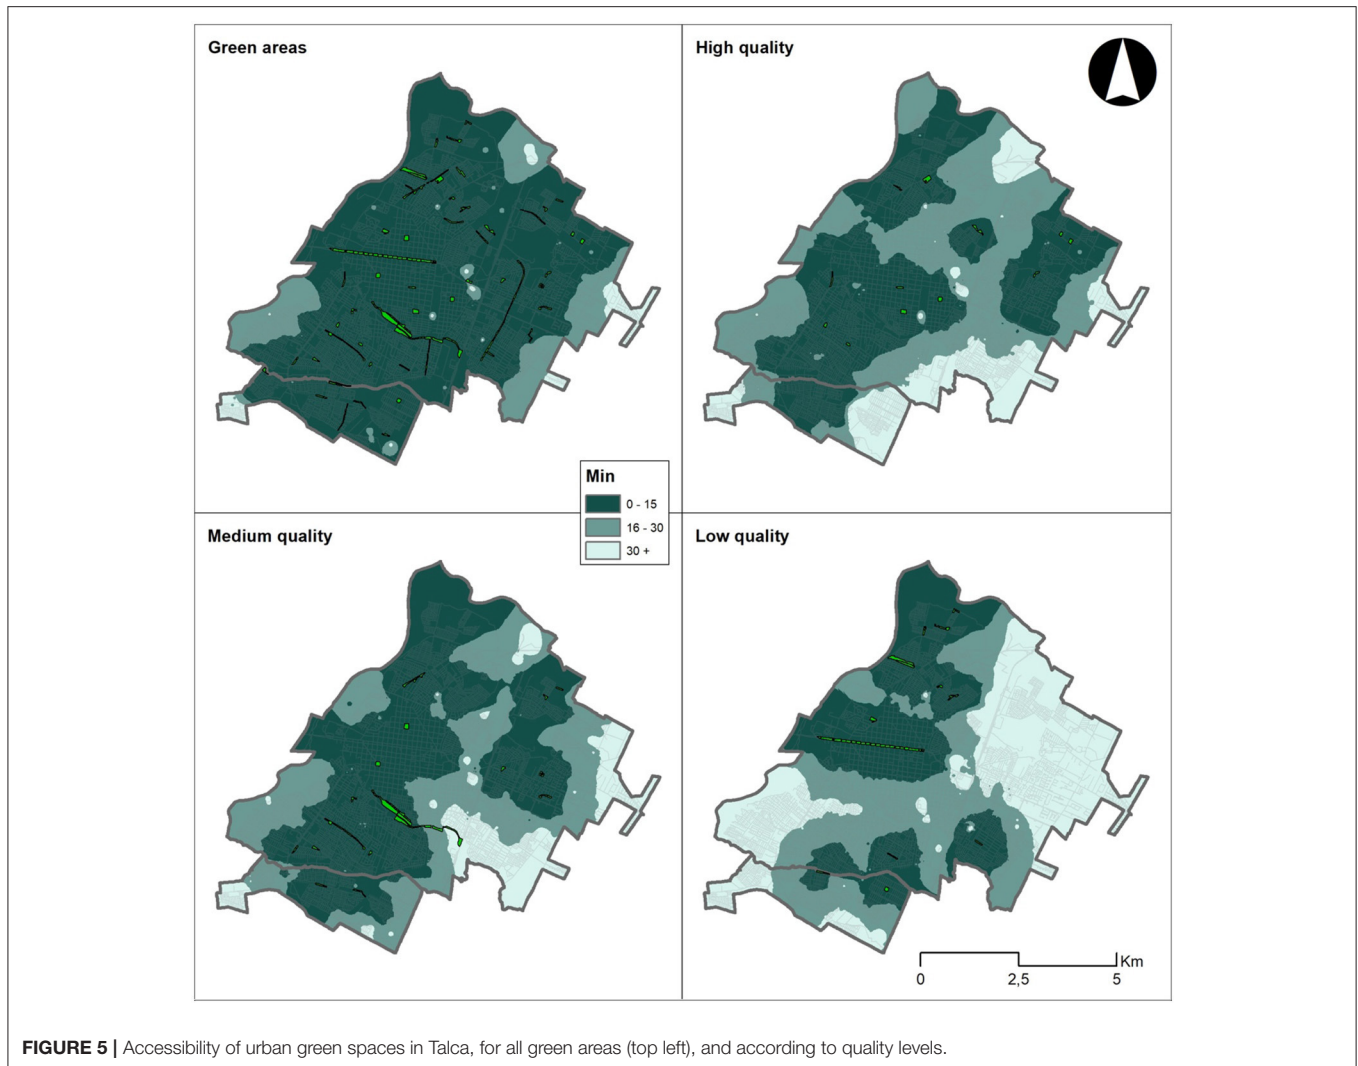 Green areas
High quality
Min
0 - 15
16 - 30
30 +
Medium quality
Low quality
Km
0
2,5
5
FIGURE 5 | Accessibility of urban green spaces in Talca, for all green areas (top left), and according to quality levels.